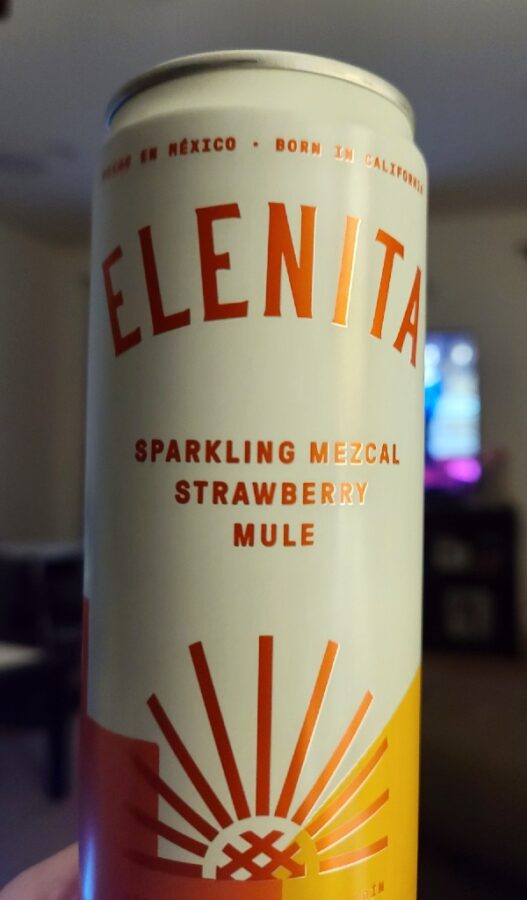 EN MÉXICO · BORN IN CALIFORNIA
ELENITA
SPARKLING MEZCAL
STRAWBERRY
MULE